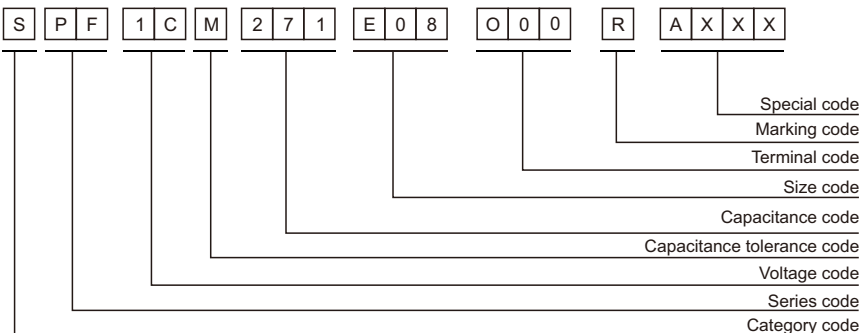 S P F 1 C M 2 7 1 E 0 8 O 0 0 R A X X X
Special code
Marking code
Terminal code
Size code
Capacitance code
Capacitance tolerance code
Voltage code
Series code
Category code